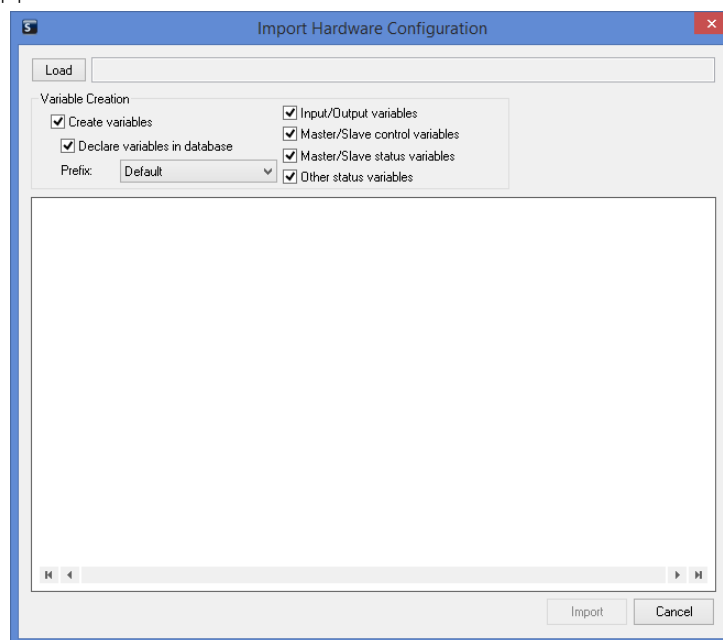 Import Hardware Configuration
Load
Variable Creation
Create variables
Declare variables in database
Prefix: Default
Input/Output variables
Master/Slave control variables
Master/Slave status variables
Other status variables
Import Cancel